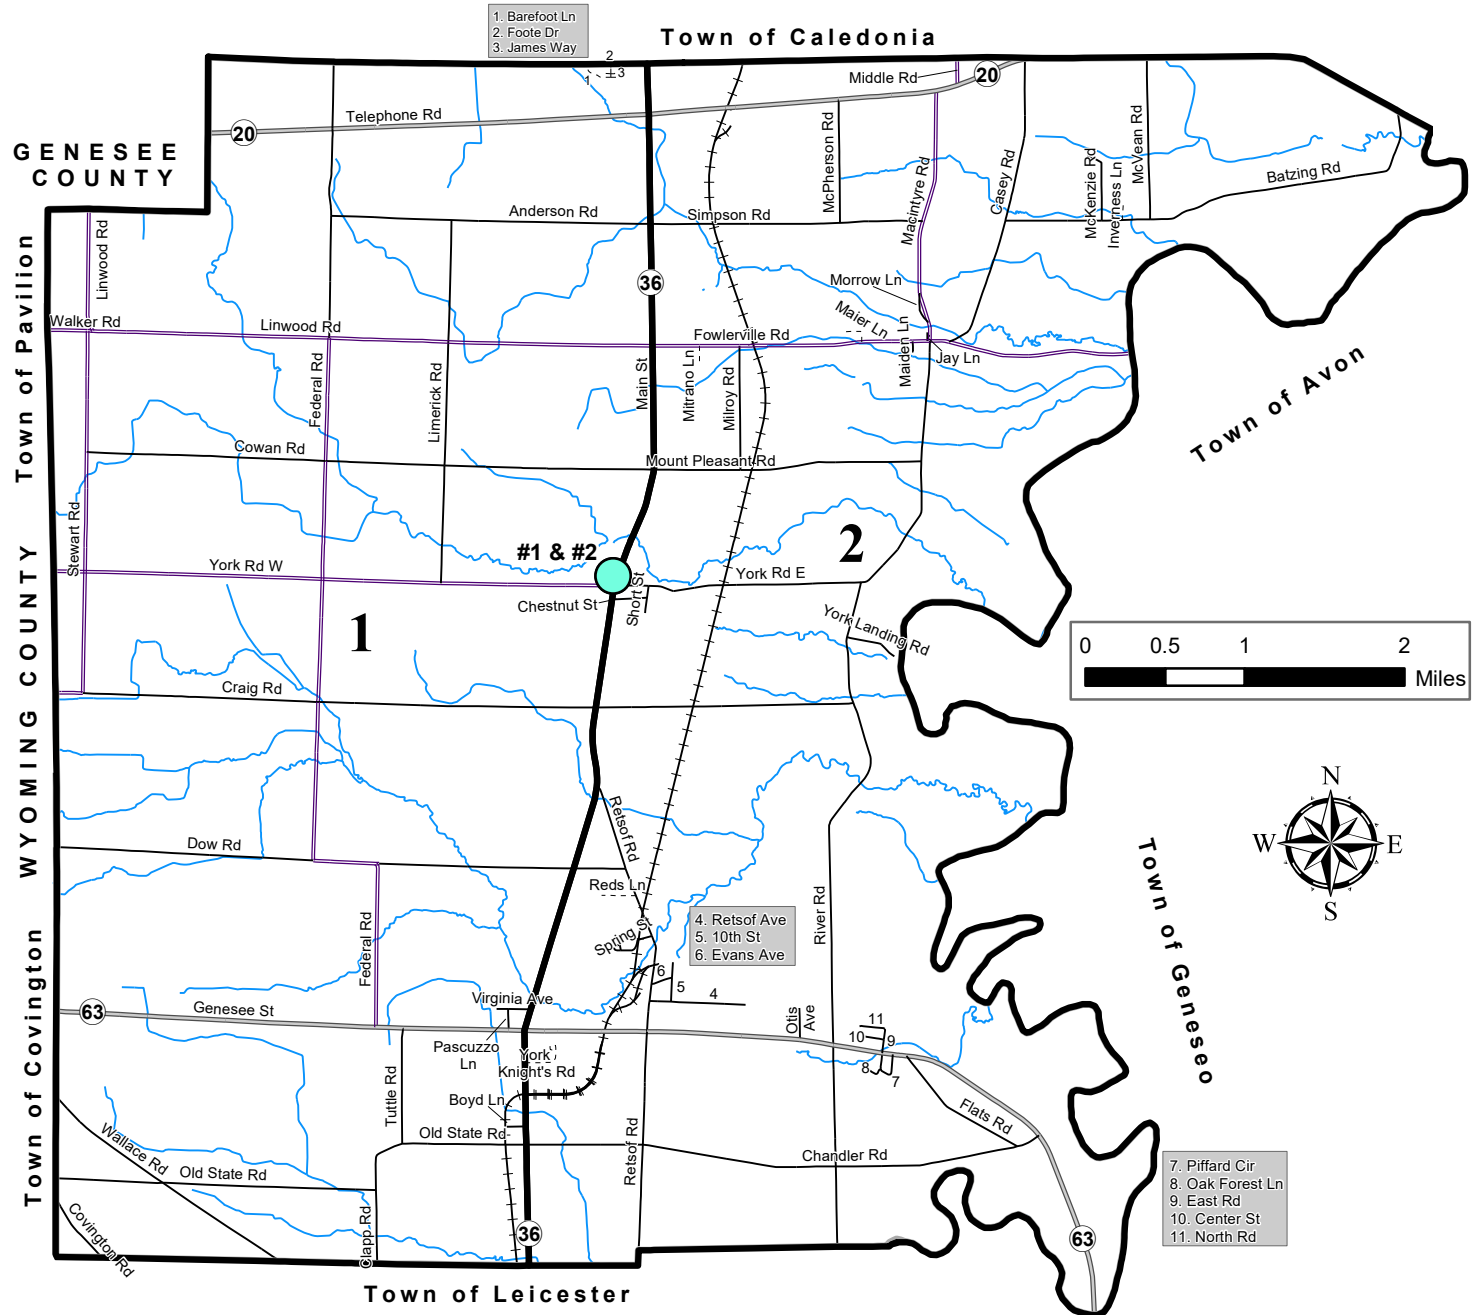 1. Barefoot Ln
2. Foote Dr
3. James Way
Town of Caledonia
2
1
3
Middle Rd
20
Telephone Rd
20
GENESEE
COUNTY
McPherson Rd
Macintyre Rd
Casey Rd
McKenzie Rd
Inverness Ln
McVean Rd
Batzing Rd
Anderson Rd
Simpson Rd
Linwood Rd
Town of Pavilion
36
Morrow Ln
Walker Rd
Linwood Rd
Fowlerville Rd
Maier Ln
Maiden Ln
Jay Ln
Federal Rd
Limerick Rd
Main St
Mitrano Ln
Milroy Rd
Town of Avon
Cowan Rd
Mount Pleasant Rd
Stewart Rd
#1 & #2
2
York Rd W
York Rd E
Chestnut St
Short St
1
York Landing Rd
0
0.5
1
2
Miles
WYOMING COUNTY
Craig Rd
N
W
E
S
Retsof Rd
Dow Rd
Reds Ln
River Rd
Town of Geneseo
4. Retsof Ave
5. 10th St
6. Evans Ave
Spring St
Federal Rd
6
5
4
Town of Covington
63
Genesee St
Virginia Ave
Otis
Ave
11
10
9
8
7
Pascuzzo
Ln
York
Knight's Rd
Tuttle Rd
Boyd Ln
Flats Rd
Old State Rd
Retsof Rd
Chandler Rd
Wallace Rd
Old State Rd
7. Piffard Cir
8. Oak Forest Ln
9. East Rd
10. Center St
11. North Rd
Covington Rd
Clapp Rd
36
63
Town of Leicester